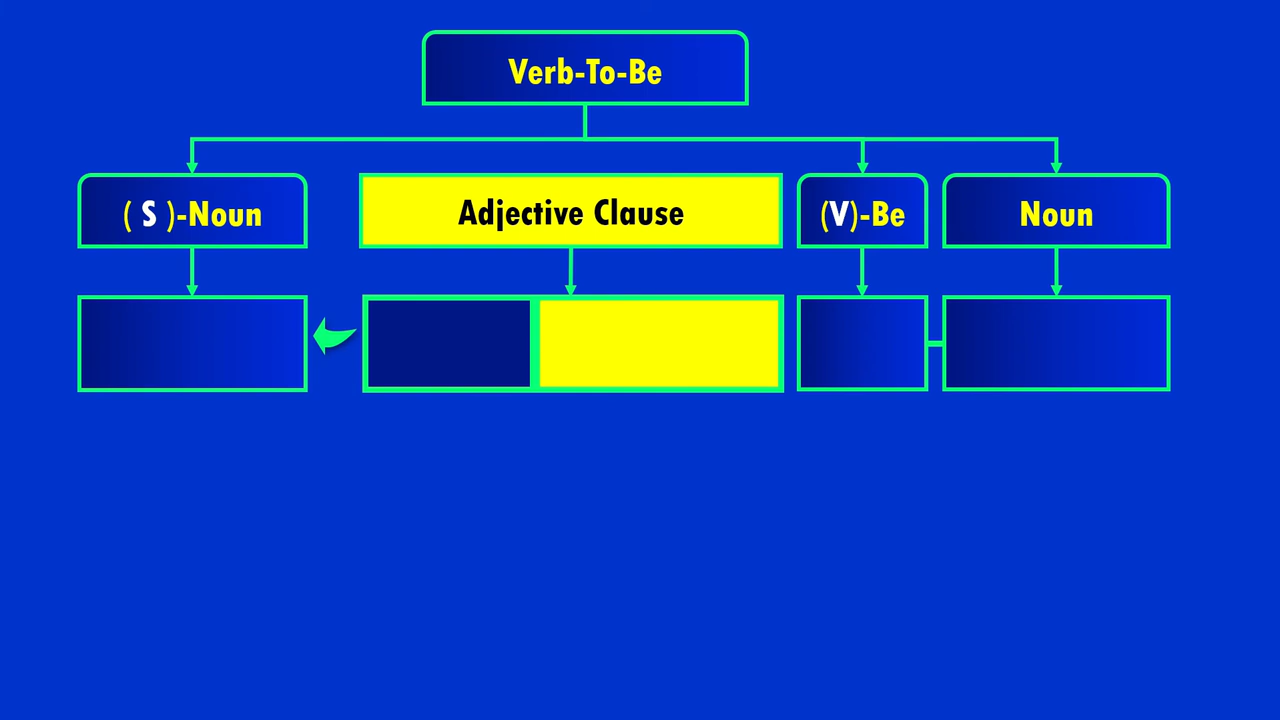 Verb-To-Be
( S )-Noun
Adjective Clause
(V)-Be
Noun